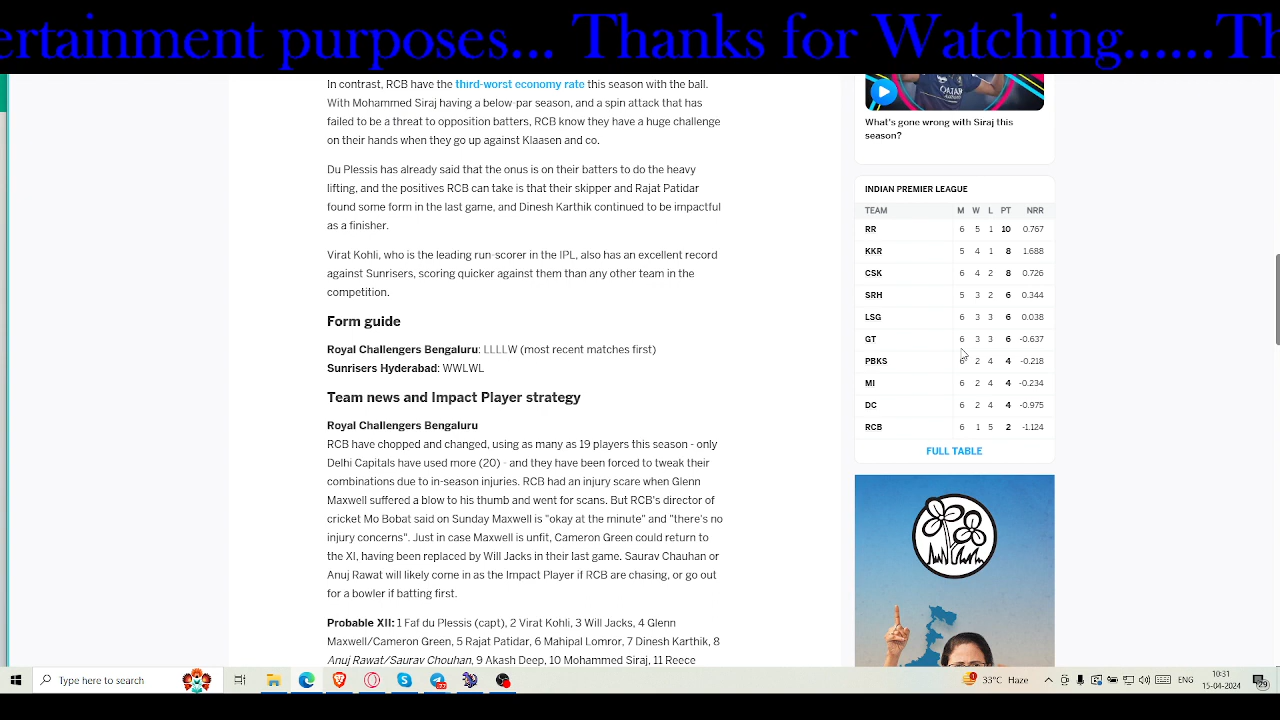 ertainment purposes... Thanks for Watching......Th
In contrast, RCB have the third-worst economy rate this season with the ball.
With Mohammed Siraj having a below-par season, and a spin attack that has
failed to be a threat to opposition batters, RCB know they have a huge challenge
on their hands when they go up against Klaasen and co.
Du Plessis has already said that the onus is on their batters to do the heavy
lifting, and the positives RCB can take is that their skipper and Rajat Patidar
found some form in the last game, and Dinesh Karthik continued to be impactful
as a finisher.
Virat Kohli, who is the leading run-scorer in the IPL, also has an excellent record
against Sunrisers, scoring quicker against them than any other team in the
competition.
Form guide
Royal Challengers Bengaluru: LLLLW (most recent matches first)
Sunrisers Hyderabad: WWLWL
Team news and Impact Player strategy
Royal Challengers Bengaluru
RCB have chopped and changed, using as many as 19 players this season - only
Delhi Capitals have used more (20) - and they have been forced to tweak their
combinations due to in-season injuries. RCB had an injury scare when Glenn
Maxwell suffered a blow to his thumb and went for scans. But RCB's director of
cricket Mo Bobat said on Sunday Maxwell is "okay at the minute" and "there's no
injury concerns". Just in case Maxwell is unfit, Cameron Green could return to
the XI, having been replaced by Will Jacks in their last game. Saurav Chauhan or
Anuj Rawat will likely come in as the Impact Player if RCB are chasing, or go out
for a bowler if batting first.
Probable XII: 1 Faf du Plessis (capt), 2 Virat Kohli, 3 Will Jacks, 4 Glenn
Maxwell/Cameron Green, 5 Rajat Patidar, 6 Mahipal Lomror, 7 Dinesh Karthik, 8
Anuj Rawat/Saurav Chouhan, 9 Akash Deep, 10 Mohammed Siraj, 11 Reece
QATAR
What's gone wrong with Siraj this
season?
INDIAN PREMIER LEAGUE
TEAM M W L PT NRR
RR 6 5 1 10 0.767
KKR 5 4 1 8 1.688
CSK 6 4 2 8 0.726
SRH 5 3 2 6 0.344
LSG 6 3 3 6 0.038
GT 6 3 3 6 -0.637
PBKS 6 2 4 4 -0.218
MI 6 2 4 4 -0.234
DC 6 2 4 4 -0.975
RCB 6 1 5 2 -1.124
FULL TABLE
Type here to search
33°C Haze
ENG
10:31
15-04-2024